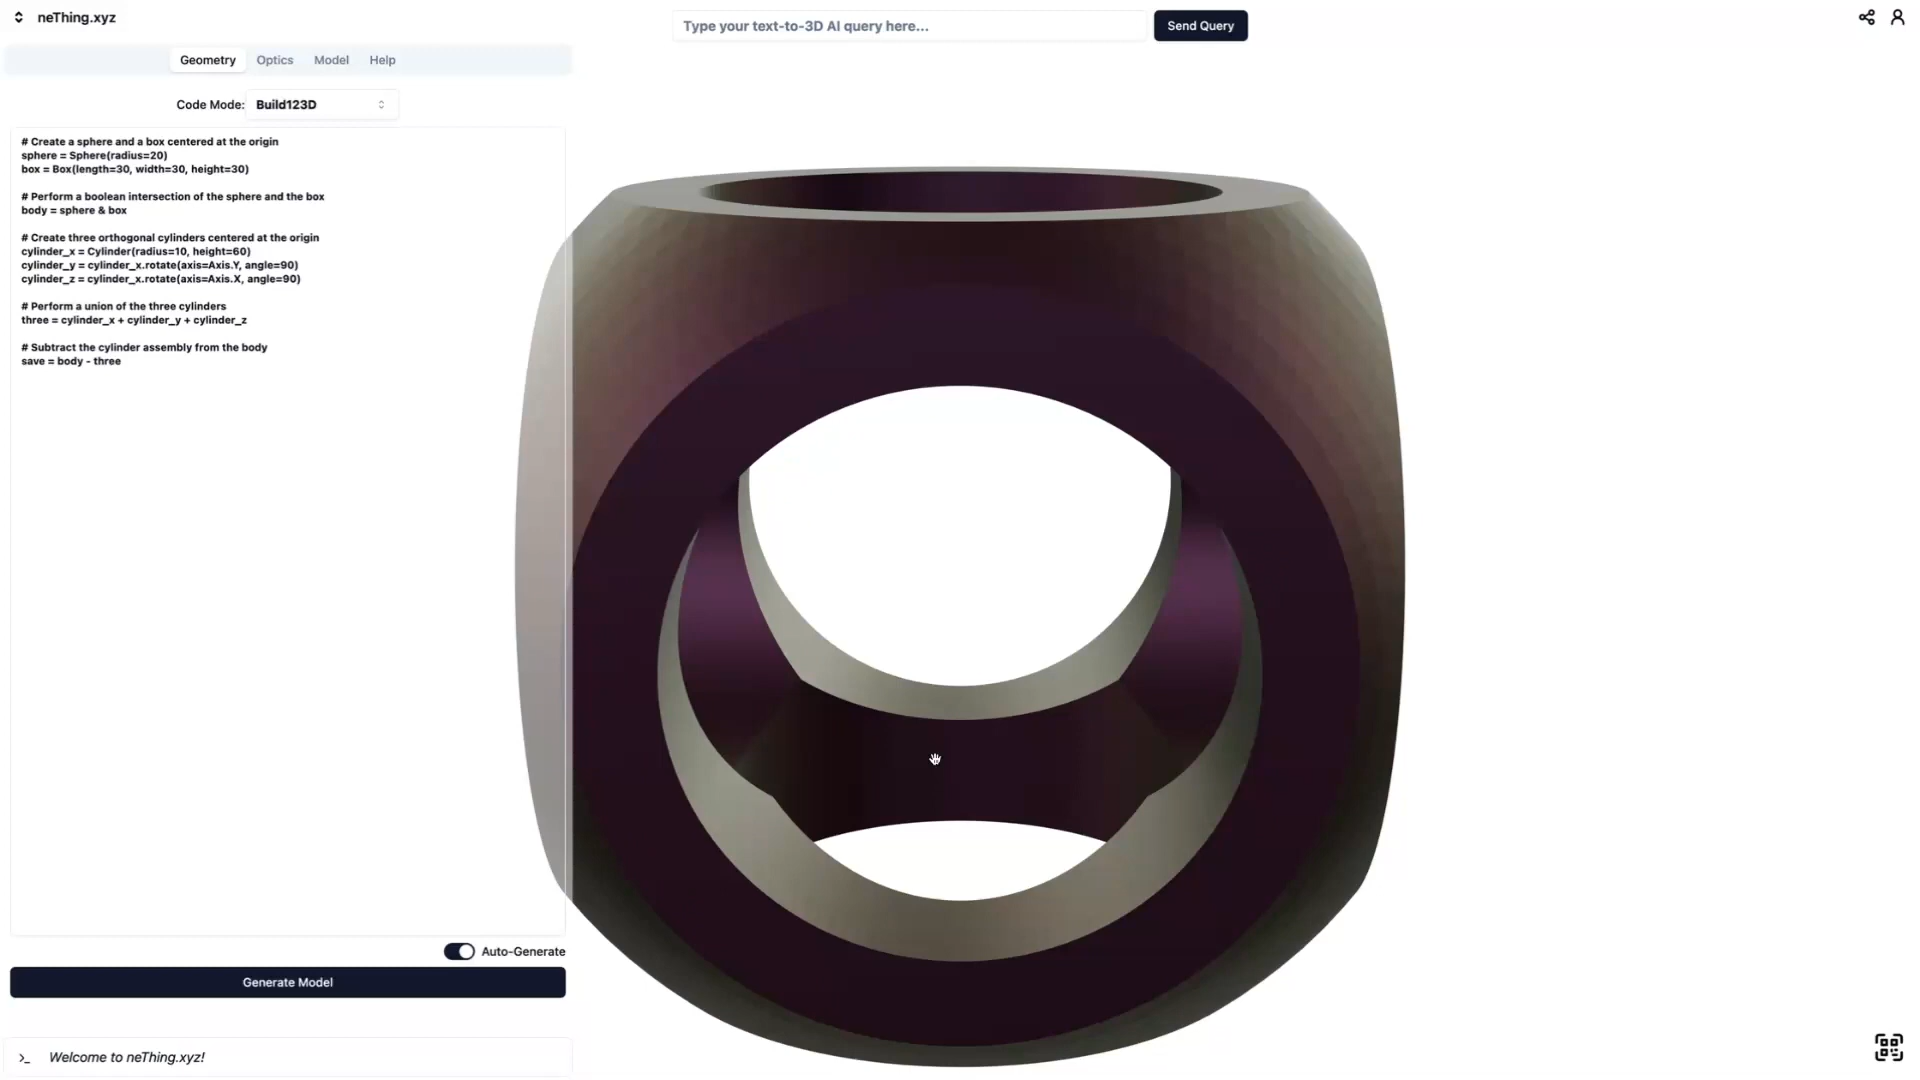 neThing.xyz
Type your text-to-3D AI query here...
Send Query
Geometry
Optics
Model
Help
Code Mode:
Build123D
# Create a sphere and a box centered at the origin
sphere = Sphere(radius=20)
box = Box(length=30, width=30, height=30)
# Perform a boolean intersection of the sphere and the box
body = sphere & box
# Create three orthogonal cylinders centered at the origin
cylinder_x = Cylinder(radius=10, height=60)
cylinder_y = cylinder_x.rotate(axis=Axis.Y, angle=90)
cylinder_z = cylinder_x.rotate(axis=Axis.X, angle=90)
# Perform a union of the three cylinders
three = cylinder_x + cylinder_y + cylinder_z
# Subtract the cylinder assembly from the body
save = body - three
Auto-Generate
Generate Model
>_ Welcome to neThing.xyz!